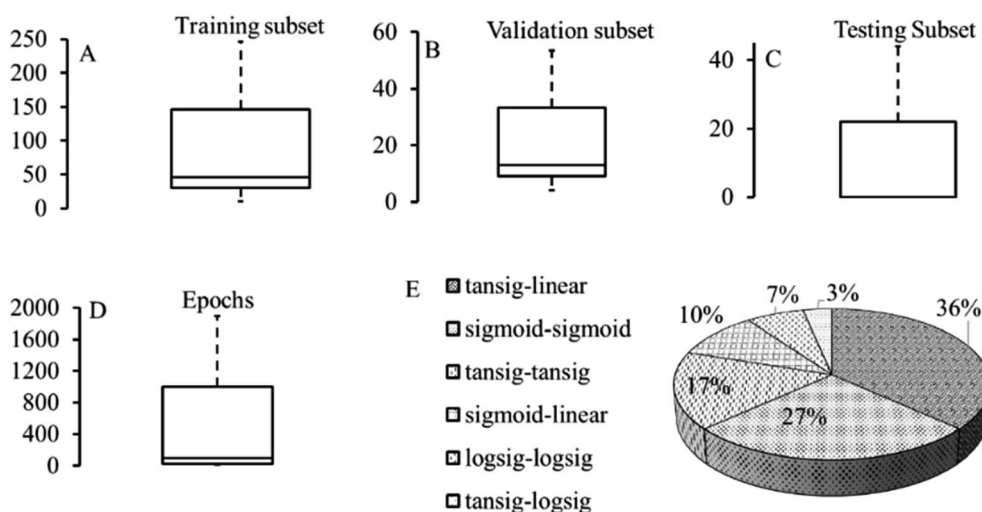 A
Training subset
250
200
150
100
50
0
B
Validation subset
60
40
20
0
C
Testing Subset
40
20
0
D
Epochs
2000
1600
1200
800
400
0
E
tansig-linear
sigmoid-sigmoid
tansig-tansig
sigmoid-linear
logsig-logsig
tansig-logsig
36%
27%
17%
10%
7%
3%